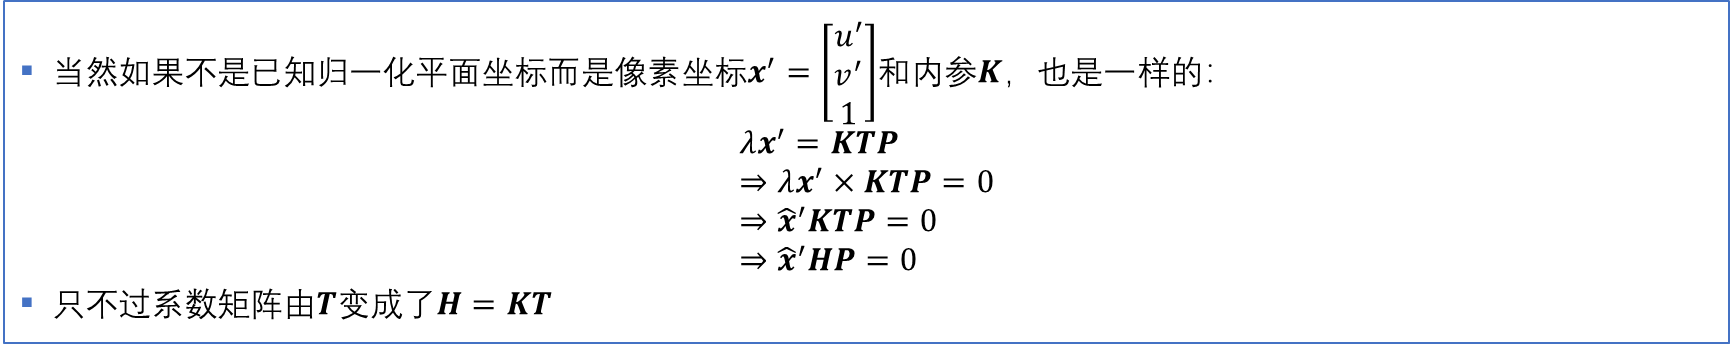 ▪ 当然如果不是已知归一化平面坐标而是像素坐标𝒙′ = [u′ v′ 1] 和内参𝑲，也是一样的：
λ𝒙′ = 𝑲𝑻𝑷
⇒ λ𝒙′ × 𝑲𝑻𝑷 = 0
⇒ 𝒙̂′𝑲𝑻𝑷 = 0
⇒ 𝒙̂′𝑯𝑷 = 0
▪ 只不过系数矩阵由𝑻变成了𝑯 = 𝑲𝑻